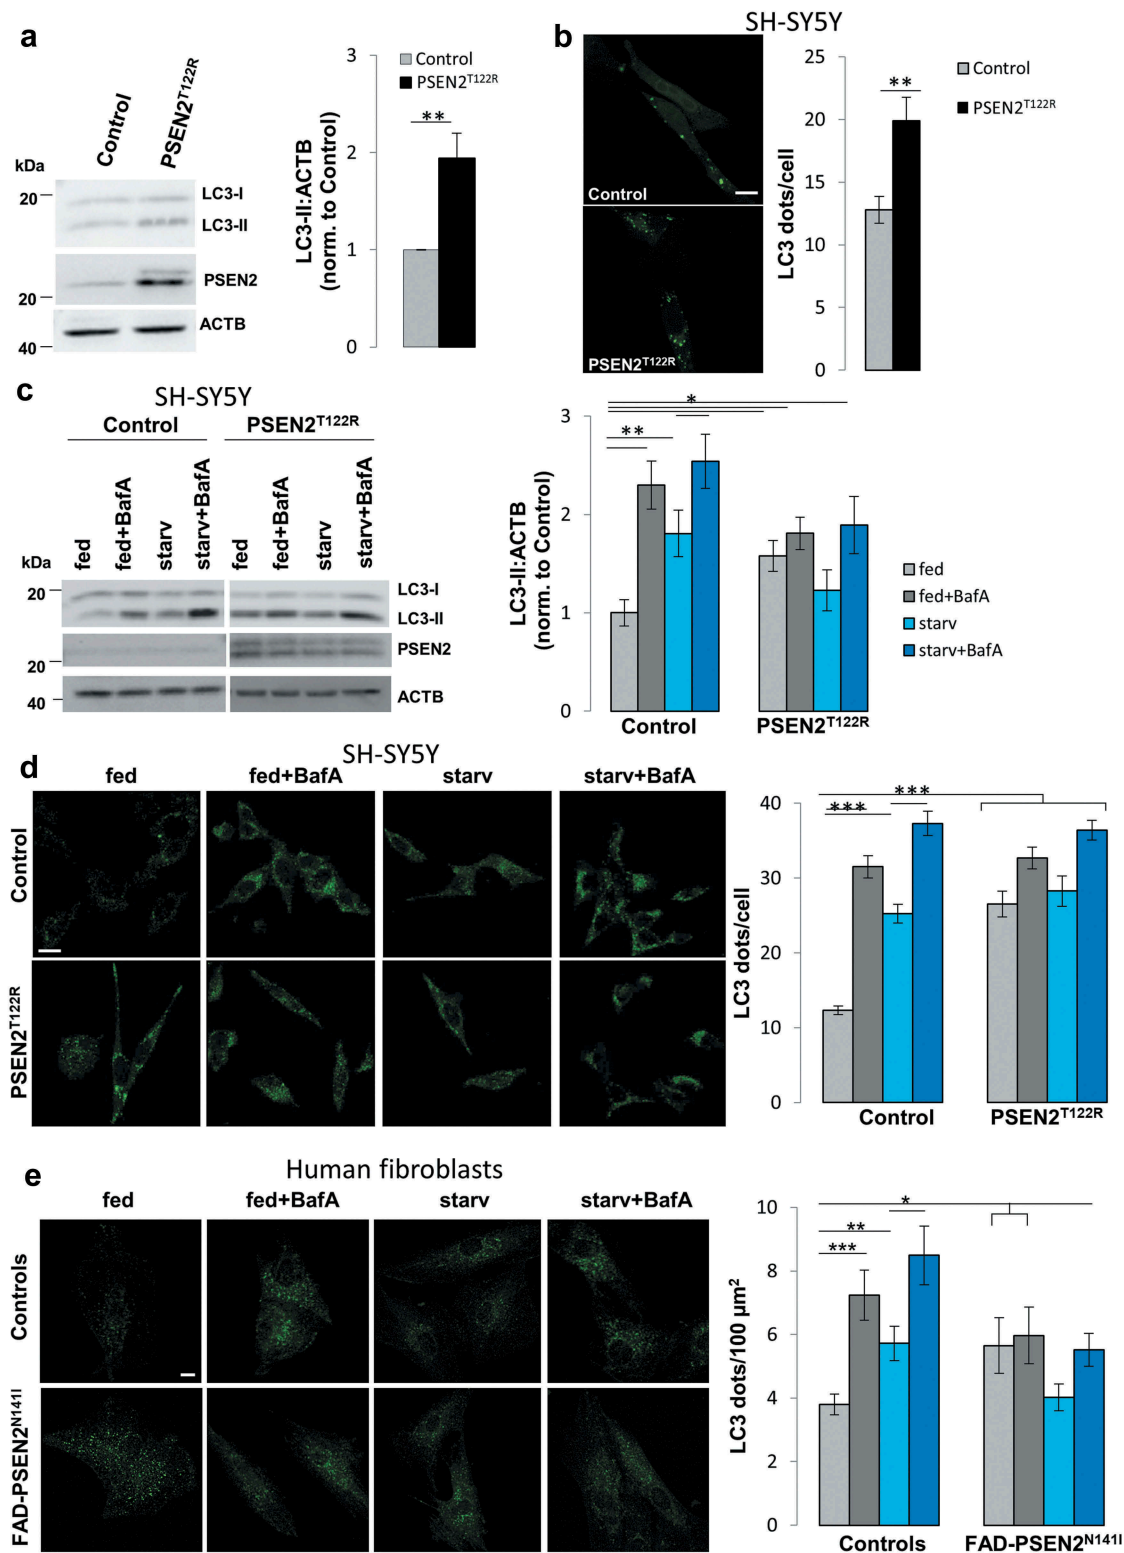 a
Control
PSEN2T122R
kDa
20
LC3-I
LC3-II
PSEN2
20
ACTB
40
LC3-II:ACTB
(norm. to Control)
3
2
1
0
Control
PSEN2T122R
**
SH-SY5Y
b
Control
PSEN2T122R
LC3 dots/cell
25
20
15
10
5
0
**
Control
PSEN2T122R
c
SH-SY5Y
Control
PSEN2T122R
fed
fed+BafA
starv
starv+BafA
fed
fed+BafA
starv
starv+BafA
kDa
20
LC3-I
LC3-II
PSEN2
20
ACTB
40
LC3-II:ACTB
(norm. to Control)
3
2
1
0
**
*
Control
PSEN2T122R
fed
fed+BafA
starv
starv+BafA
d
SH-SY5Y
fed
fed+BafA
starv
starv+BafA
Control
PSEN2T122R
LC3 dots/cell
40
30
20
10
0
***
***
Control
PSEN2T122R
e
Human fibroblasts
fed
fed+BafA
starv
starv+BafA
Controls
FAD-PSEN2N141I
LC3 dots/100 µm2
10
8
6
4
2
0
***
**
*
Controls
FAD-PSEN2N141I